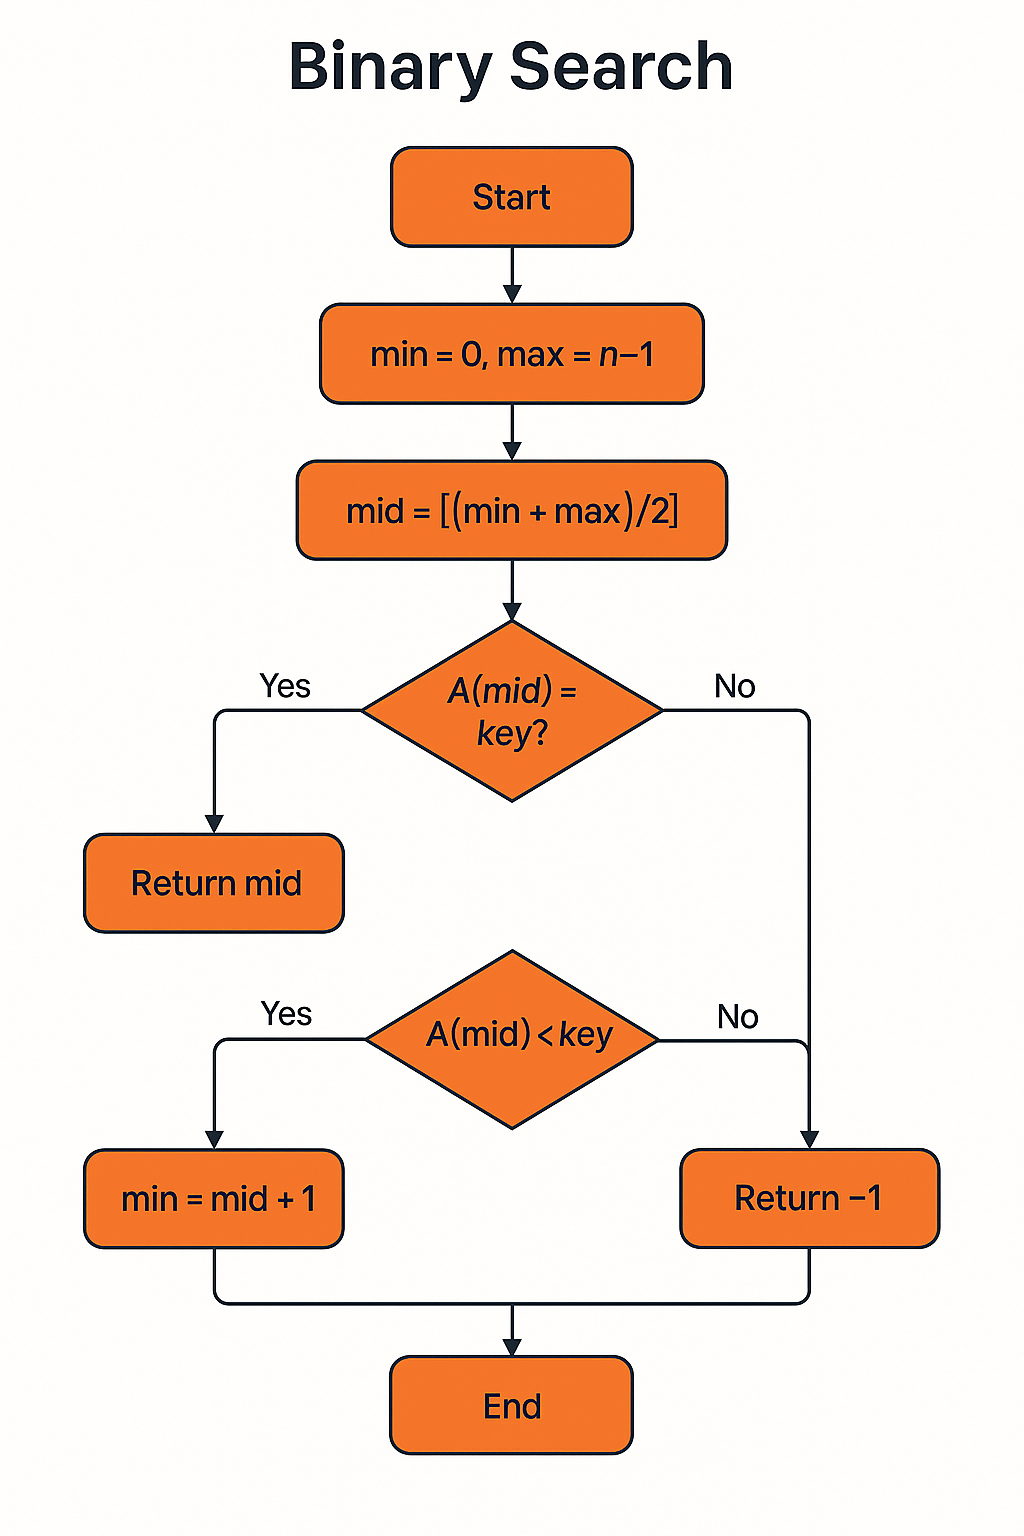 Binary Search
Start
min = 0, max = n−1
mid = [(min + max)/2]
A(mid) =
key?
Yes
No
Return mid
A(mid) < key
Yes
No
min = mid + 1
Return −1
End